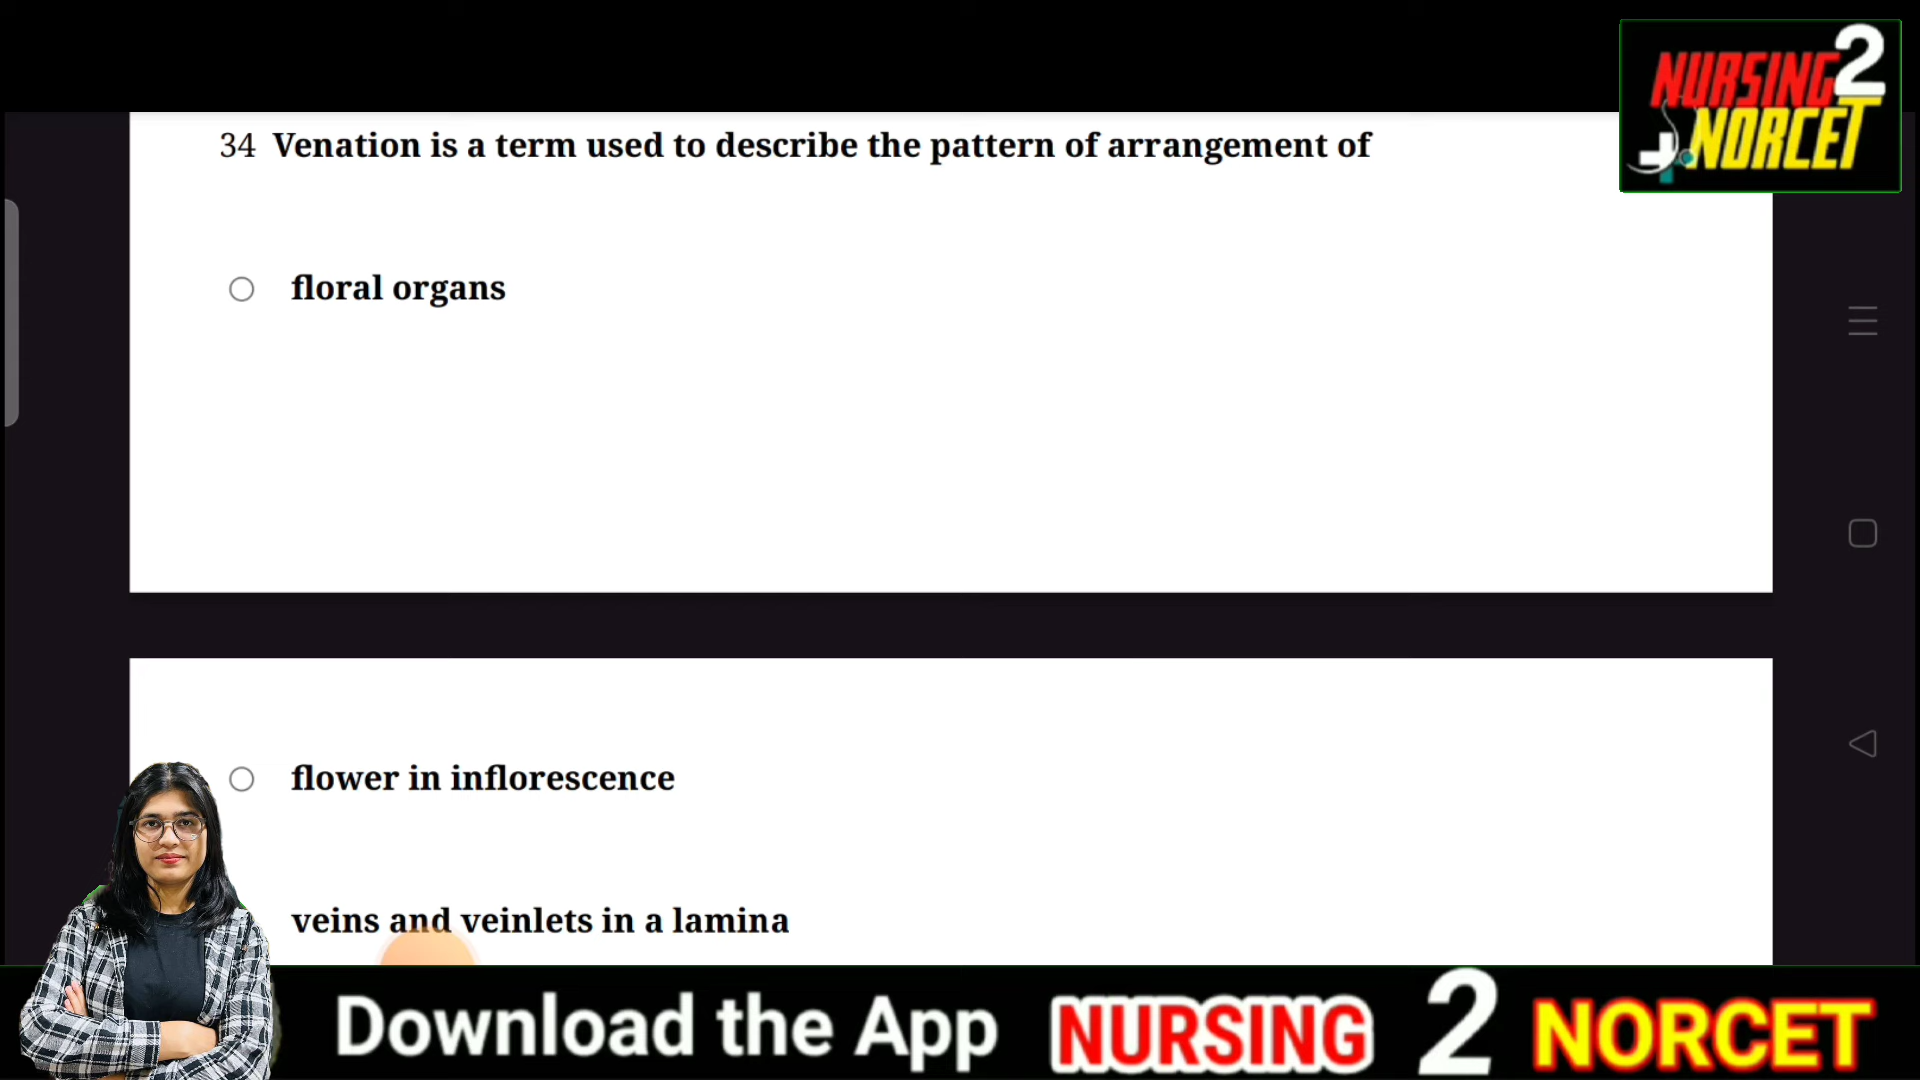 NURSING 2
NORCET
34 Venation is a term used to describe the pattern of arrangement of
floral organs
flower in inflorescence
veins and veinlets in a lamina
Download the App NURSING 2 NORCET